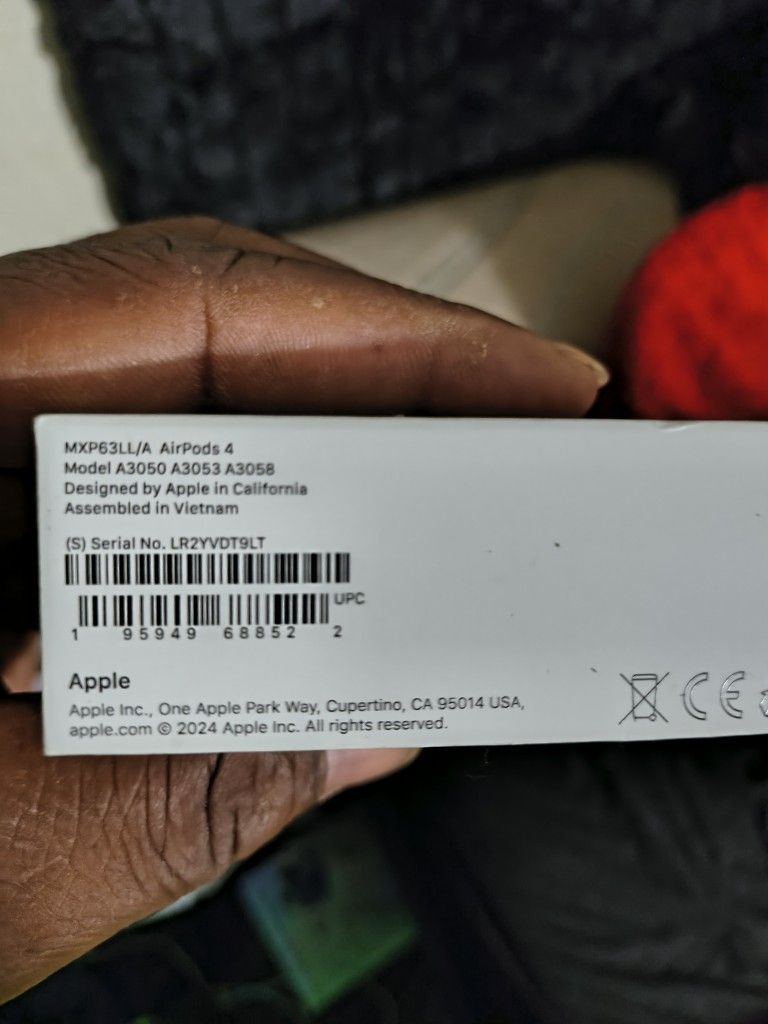 MXP63LL/A AirPods 4
Model A3050 A3053 A3058
Designed by Apple in California
Assembled in Vietnam
(S) Serial No. LR2YVDT9LT
UPC
1 95949 68852 2
Apple
Apple Inc., One Apple Park Way, Cupertino, CA 95014 USA,
apple.com © 2024 Apple Inc. All rights reserved.
CE